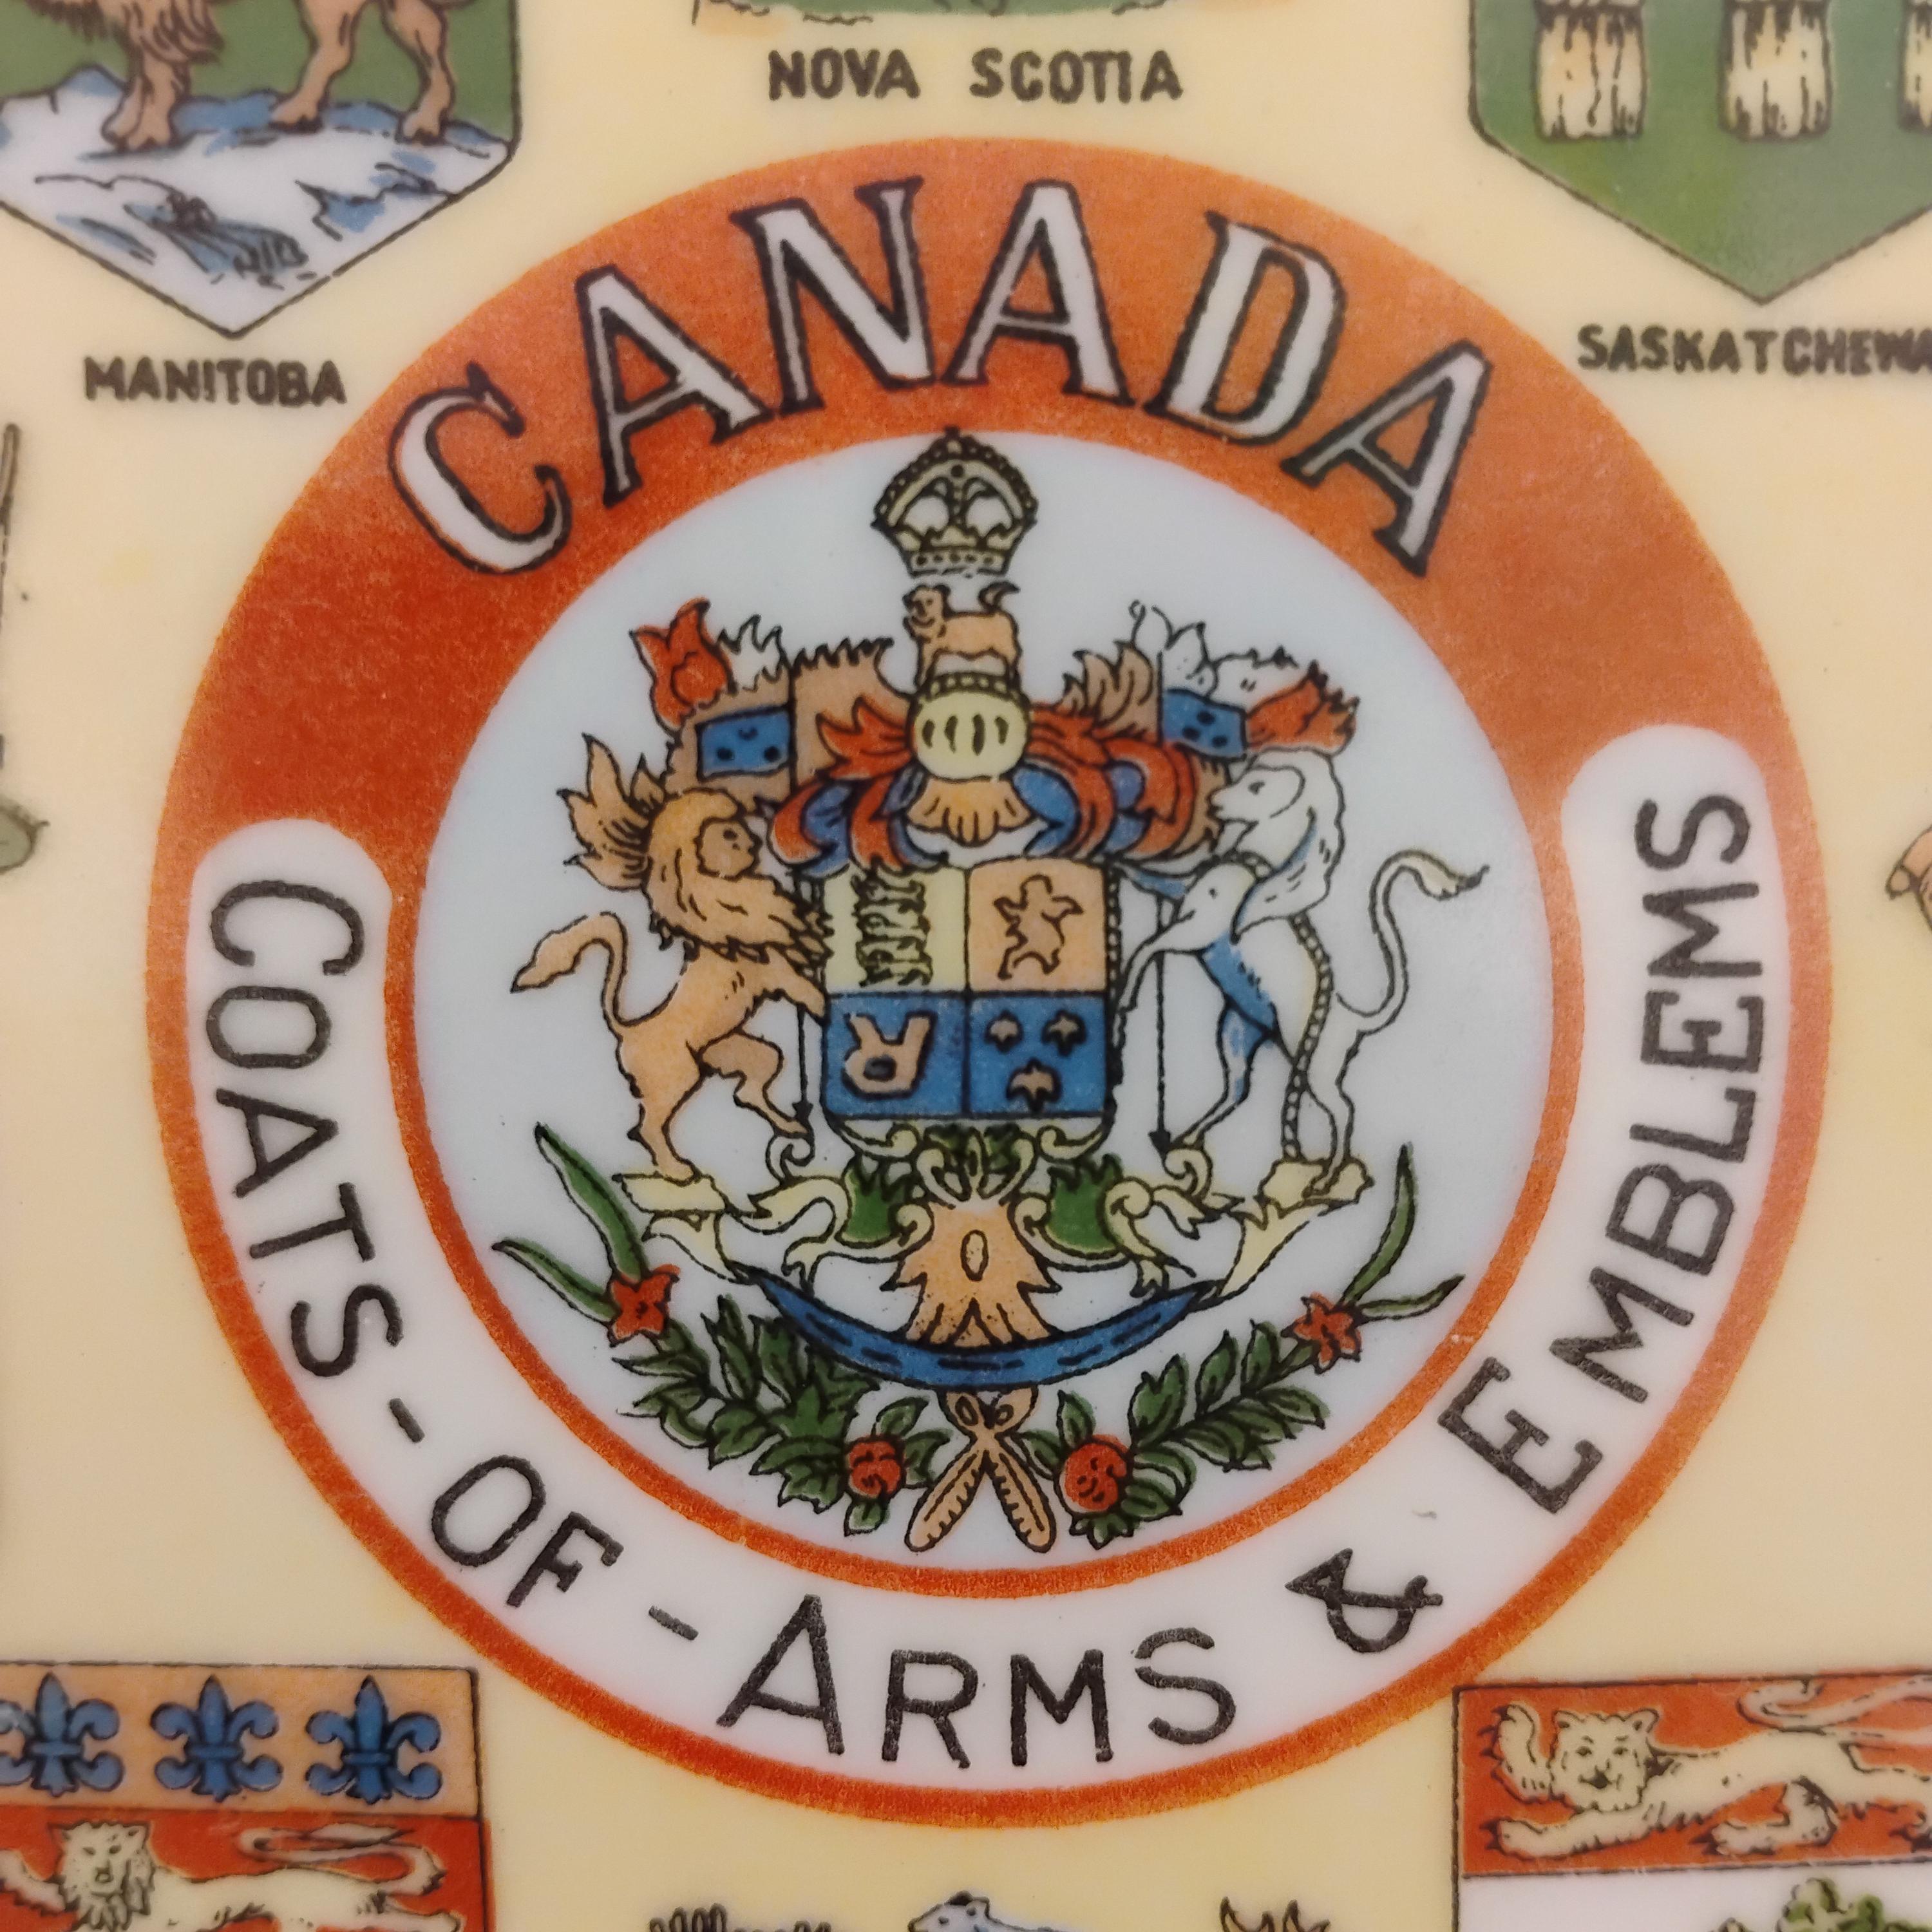 NOVA SCOTIA
MANITOBA
SASKATCHEWA
CANADA
COATS-OF-ARMS & EMBLEMS